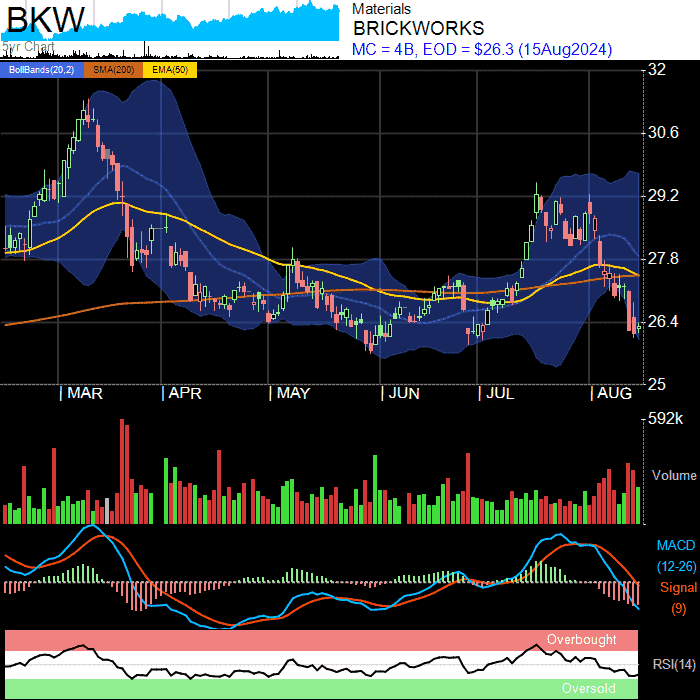 BKW
5yr Chart
Materials
BRICKWORKS
MC = 4B, EOD = $26.3 (15Aug2024)
BollBands(20,2) SMA(200) EMA(50)
32
30.6
29.2
27.8
26.4
25
MAR APR MAY JUN JUL AUG
592k
Volume
MACD
(12-26)
Signal
(9)
Overbought
RSI(14)
Oversold